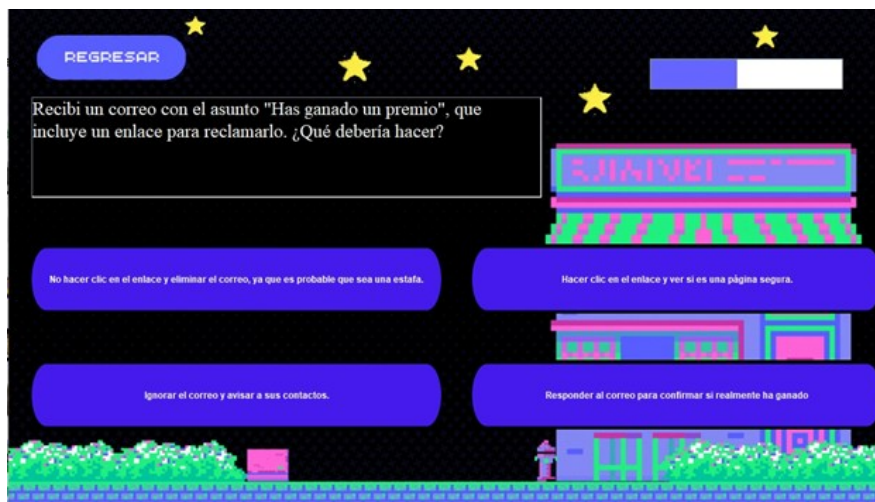 REGRESAR
Recibi un correo con el asunto "Has ganado un premio", que
incluye un enlace para reclamarlo. ¿Qué debería hacer?
No hacer clic en el enlace y eliminar el correo, ya que es probable que sea una estafa.
Hacer clic en el enlace y ver si es una pàgina segura.
Ignorar el correo y avisar a sus contactos.
Responder al correo para confirmar si realmente ha ganado